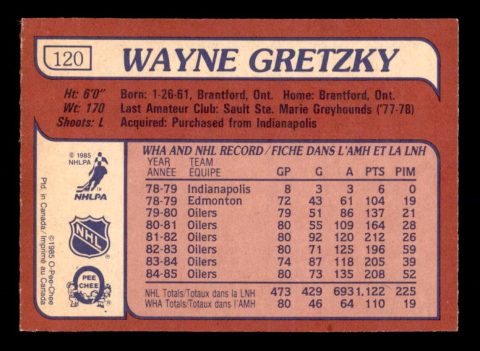 120 WAYNE GRETZKY
Ht: 6'0" Born: 1-26-61, Brantford, Ont. Home: Brantford, Ont.
Wt: 170 Last Amateur Club: Sault Ste. Marie Greyhounds ('77-78)
Shoots: L Acquired: Purchased from Indianapolis
© 1985
NHLPA
NHLPA
NHL
OPEE CHEE
©1985 O-Pee-Chee
Ptd. in Canada/Imprimé au Canada
WHA AND NHL RECORD/FICHE DANS L'AMH ET LA LNH
YEAR TEAM
ANNÉE ÉQUIPE GP G A PTS PIM
78-79 Indianapolis 8 3 3 6 0
78-79 Edmonton 72 43 61 104 19
79-80 Oilers 79 51 86 137 21
80-81 Oilers 80 55 109 164 28
81-82 Oilers 80 92 120 212 26
82-83 Oilers 80 71 125 196 59
83-84 Oilers 74 87 118 205 39
84-85 Oilers 80 73 135 208 52
NHL Totals/Totaux dans la LNH 473 429 693 1,122 225
WHA Totals/Totaux dans l'AMH 80 46 64 110 19